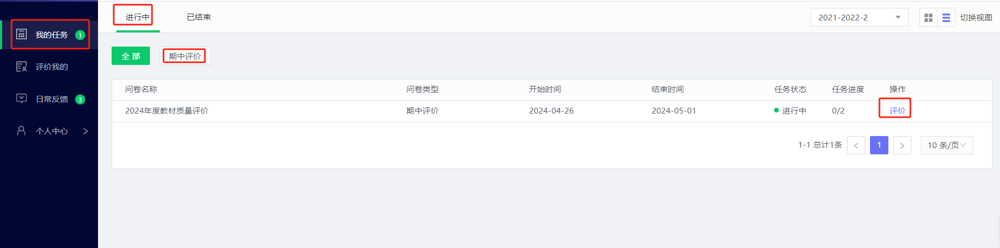 我的任务 1
评价我的
日常反馈 3
个人中心
进行中 已结束 2021-2022-2 切换视图
全 部 期中评价
问卷名称 问卷类型 开始时间 结束时间 任务状态 任务进度 操作
2024年度教材质量评价 期中评价 2024-04-26 2024-05-01 进行中 0/2 评价
1-1 总计1条 < 1 > 10 条/页